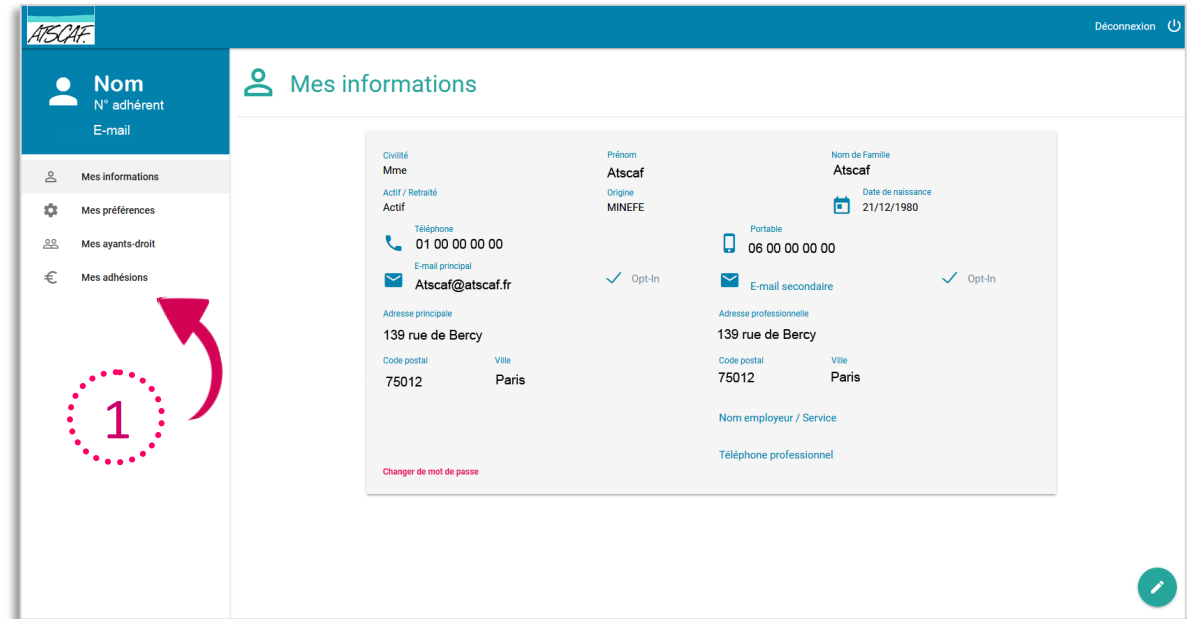 ATSCAF.
Déconnexion
Nom
N° adhérent
E-mail
Mes informations
Mes préférences
Mes ayants-droit
Mes adhésions
1
Mes informations
Civilité Prénom Nom de Famille
Mme Atscaf Atscaf
Actif / Retraité Origine Date de naissance
Actif MINEFE 21/12/1980
Téléphone Portable
01 00 00 00 00 06 00 00 00 00
E-mail principal
Atscaf@atscaf.fr Opt-In E-mail secondaire Opt-In
Adresse principale Adresse professionnelle
139 rue de Bercy 139 rue de Bercy
Code postal Ville Code postal Ville
75012 Paris 75012 Paris
Nom employeur / Service
Téléphone professionnel
Changer de mot de passe